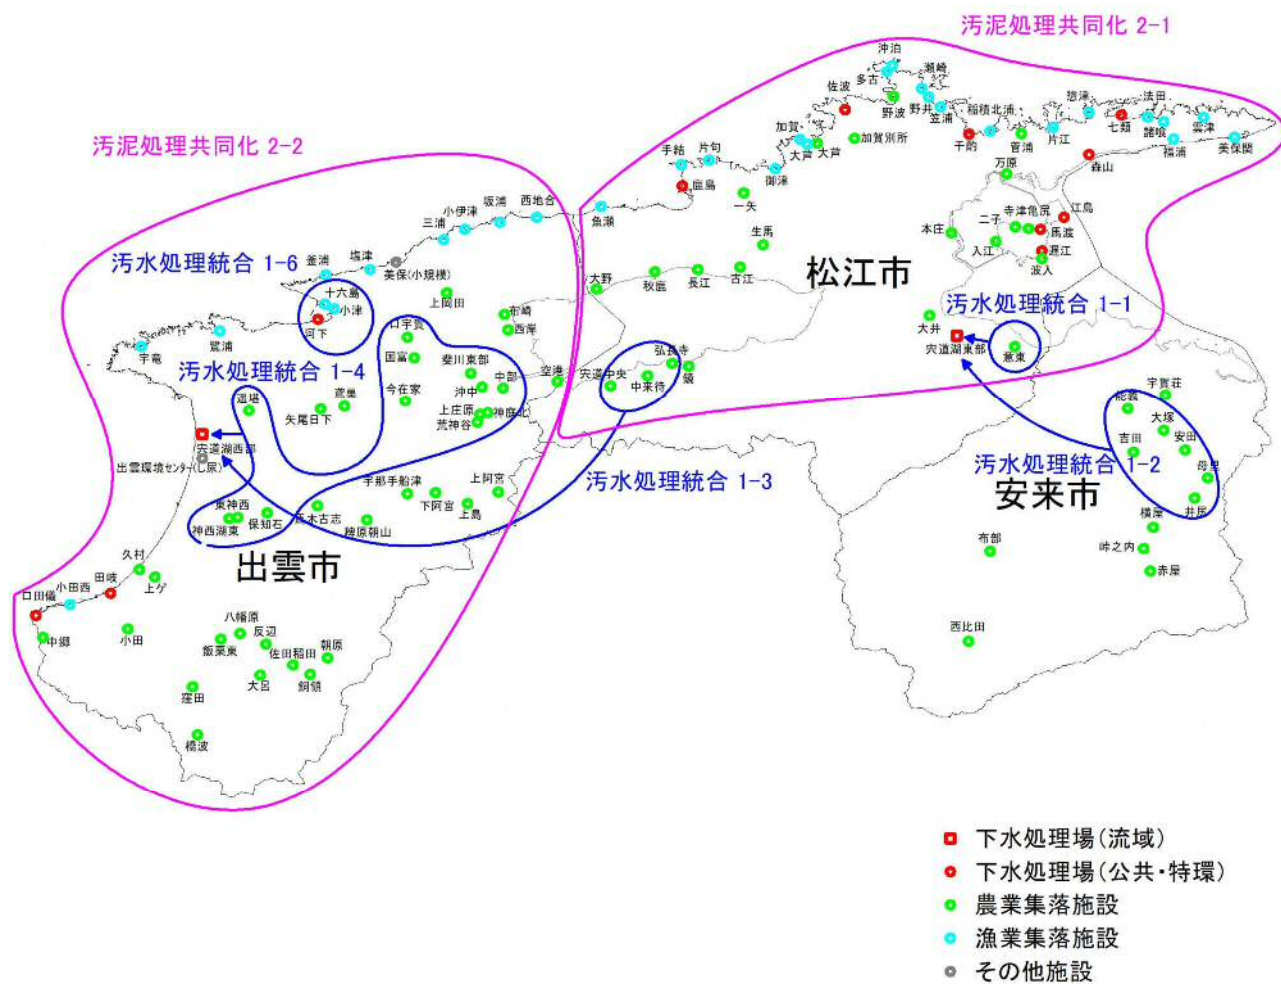 汚泥処理共同化 2-1
沖泊
多古
瀬崎
佐波
野波
野井
笠浦
稲積
北浦
惣津
法田
千酌
菅浦
片江
七類
諸喰
雲津
福浦
美保関
森山
加賀
大芦
大芦
加賀別所
手結
片句
御津
恵曇
魚瀬
一矢
生馬
万原
寺津
亀尻
江島
二子
馬渡
本庄
入江
遅江
波入
汚泥処理共同化 2-2
小伊津
坂浦
西地合
三浦
塩津
釜浦
美保(小規模)
汚水処理統合 1-6
十六島
小津
河下
上岡田
鷺浦
宇竜
松江市
大野
秋鹿
長江
古江
布崎
西岸
口宇賀
国富
斐川東部
今在家
沖中
中部
空港
上庄原
神庭北
荒神谷
汚水処理統合 1-4
遥堪
矢尾日下
鳶巣
宍道湖西部
出雲環境センター(し尿)
汚水処理統合 1-1
大井
宍道湖東部
意東
弘長寺
宍道中央
中来待
鏡
宇賀荘
能義
大塚
吉田
安田
母里
井尻
汚水処理統合 1-2
安来市
汚水処理統合 1-3
横屋
峠之内
赤屋
布部
西比田
宇那手船津
上阿宮
下阿宮
上島
東神西
神西湖東
保知石
芦木古志
稗原朝山
出雲市
久村
上ゲ
田岐
小田西
口田儀
中郷
小田
八幡原
飯栗東
反辺
佐田稲田
朝原
大呂
飼領
窪田
橋波
下水処理場(流域)
下水処理場(公共・特環)
農業集落施設
漁業集落施設
その他施設